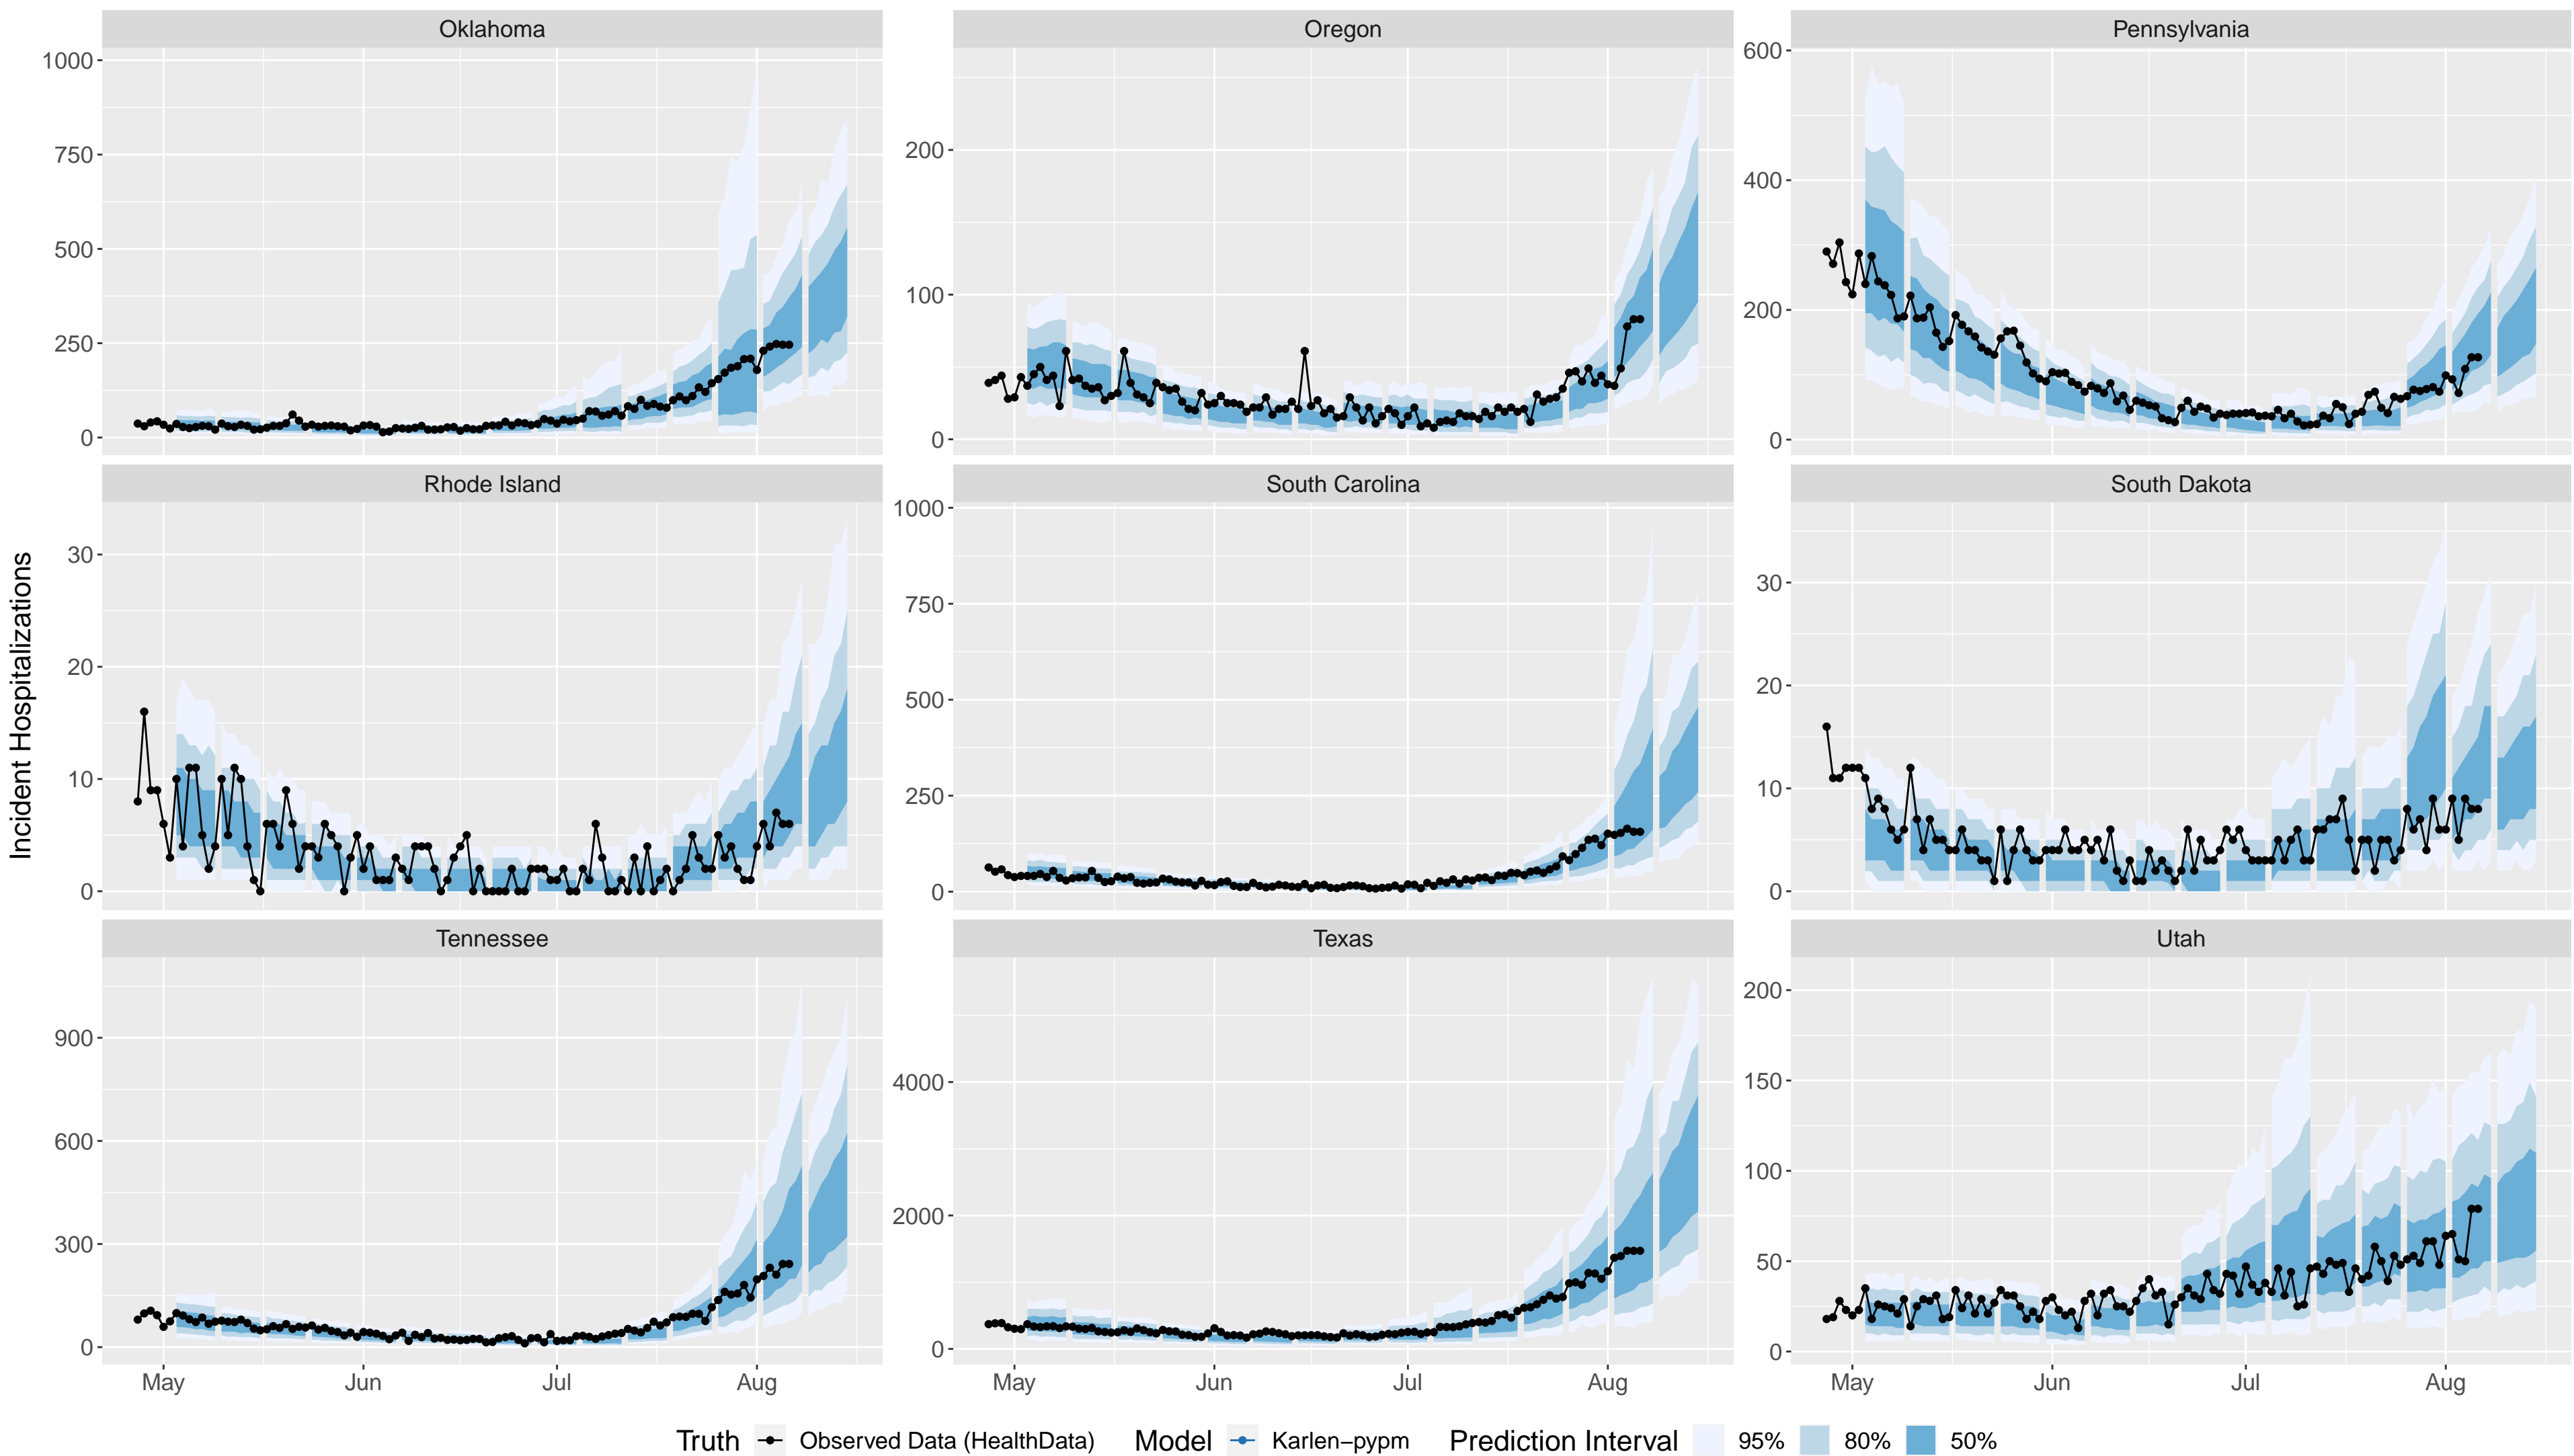 Oklahoma
Oregon
Pennsylvania
1000
750
500
250
0
200
100
0
600
400
200
0
Rhode Island
South Carolina
South Dakota
Incident Hospitalizations
30
20
10
0
1000
750
500
250
0
30
20
10
0
Tennessee
Texas
Utah
900
600
300
0
4000
2000
0
200
150
100
50
0
May Jun Jul Aug
May Jun Jul Aug
May Jun Jul Aug
Truth Observed Data (HealthData) Model Karlen−pypm Prediction Interval 95% 80% 50%